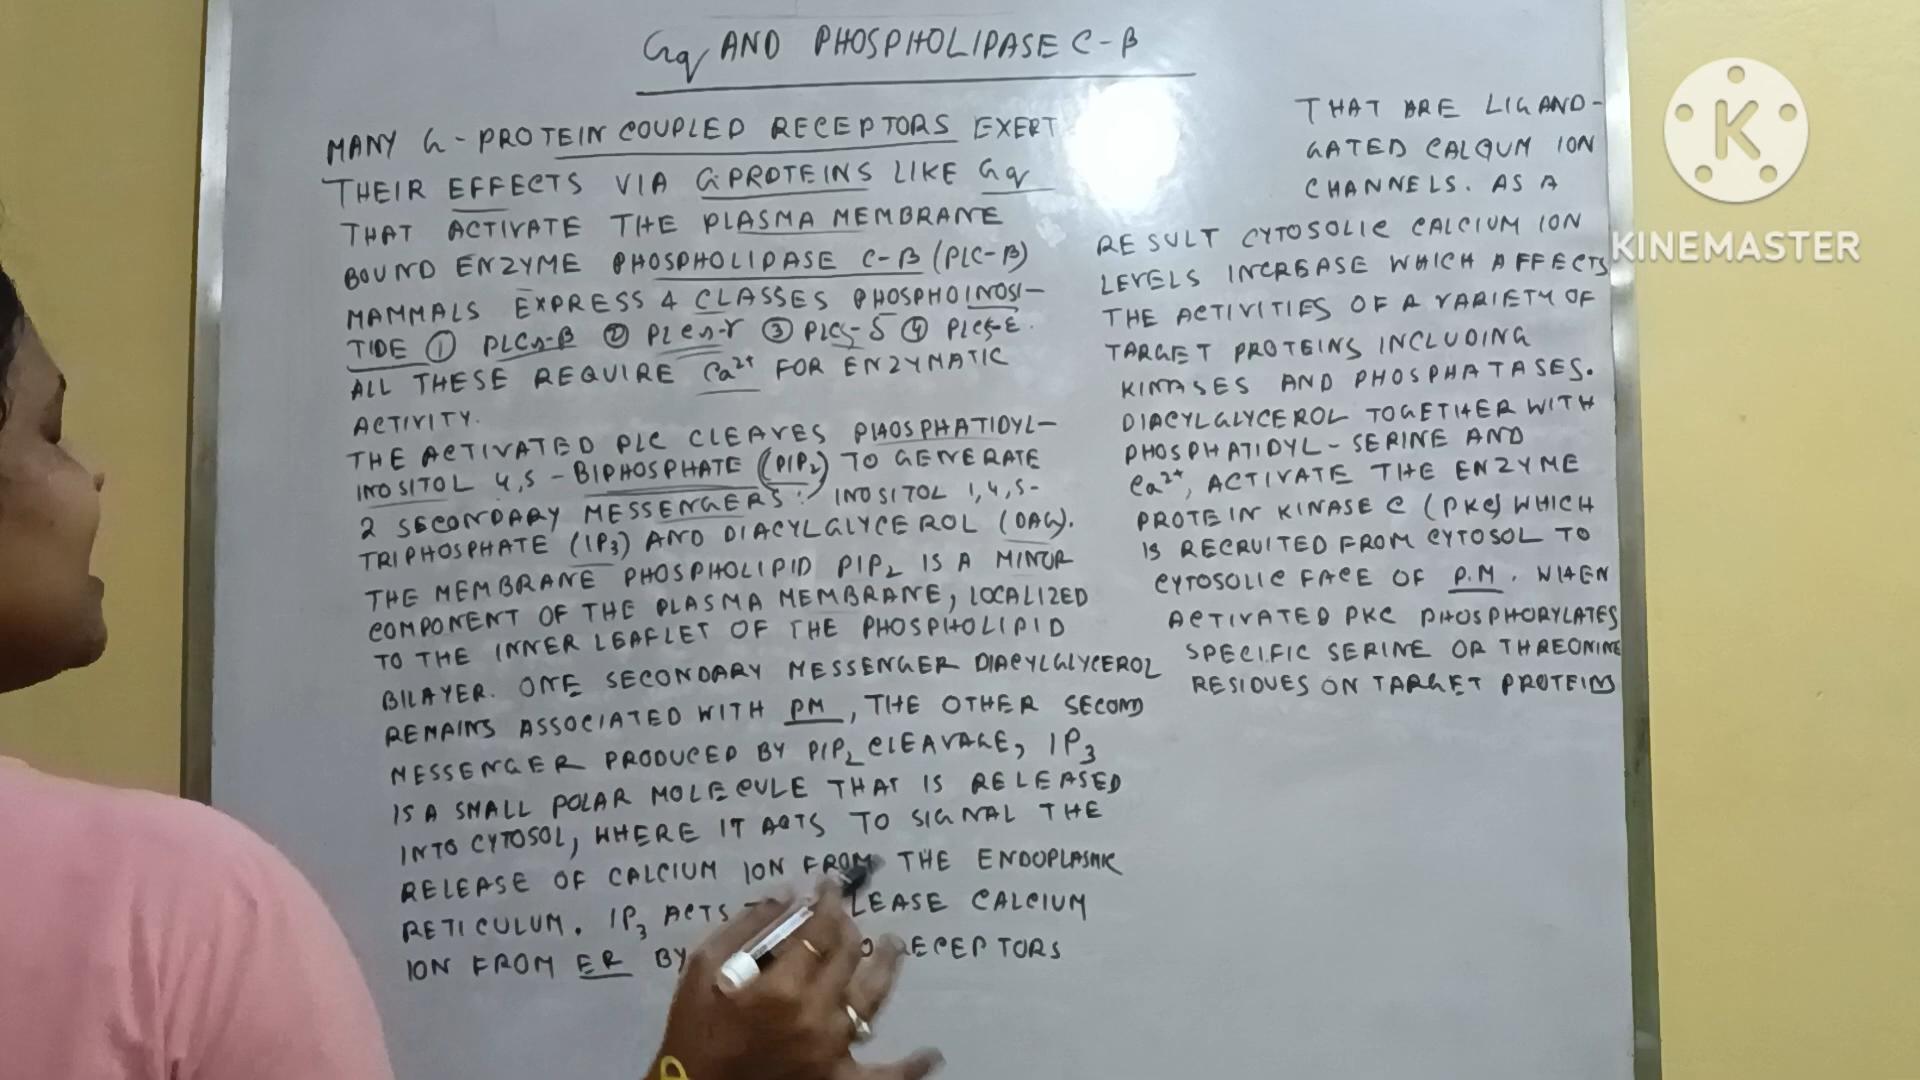 Gq AND PHOSPHOLIPASE C-β
MANY G-PROTEIN COUPLED RECEPTORS EXERT
THEIR EFFECTS VIA G PROTEINS LIKE Gq
THAT ACTIVATE THE PLASMA MEMBRANE
BOUND ENZYME PHOSPHOLIPASE C-β (PLC-β)
MAMMALS EXPRESS 4 CLASSES PHOSPHOINOSI-
TIDE ① PLCs-β ② PLCs-γ ③ PLCs-δ ④ PLCs-ε.
ALL THESE REQUIRE Ca²⁺ FOR ENZYMATIC
ACTIVITY.
THE ACTIVATED PLC CLEAVES PHOSPHATIDYL-
INOSITOL 4,5-BIPHOSPHATE (PIP₂) TO GENERATE
2 SECONDARY MESSENGERS: INOSITOL 1,4,5-
TRIPHOSPHATE (IP₃) AND DIACYLGLYCEROL (DAG).
THE MEMBRANE PHOSPHOLIPID PIP₂ IS A MINOR
COMPONENT OF THE PLASMA MEMBRANE, LOCALIZED
TO THE INNER LEAFLET OF THE PHOSPHOLIPID
BILAYER. ONE SECONDARY MESSENGER DIACYLGLYCEROL
REMAINS ASSOCIATED WITH PM, THE OTHER SECOND
MESSENGER PRODUCED BY PIP₂ CLEAVAGE, IP₃
IS A SMALL POLAR MOLECULE THAT IS RELEASED
INTO CYTOSOL, WHERE IT ACTS TO SIGNAL THE
RELEASE OF CALCIUM ION FROM THE ENDOPLASMIC
RETICULUM. IP₃ ACTS LEASE CALCIUM
ION FROM ER BY RECEPTORS
THAT ARE LIGAND-
GATED CALCIUM ION
CHANNELS. AS A
RESULT CYTOSOLIC CALCIUM ION
LEVELS INCREASE WHICH AFFECTS
THE ACTIVITIES OF A VARIETY OF
TARGET PROTEINS INCLUDING
KINASES AND PHOSPHATASES.
DIACYLGLYCEROL TOGETHER WITH
PHOSPHATIDYL-SERINE AND
Ca²⁺, ACTIVATE THE ENZYME
PROTEIN KINASE C (PKC) WHICH
IS RECRUITED FROM CYTOSOL TO
CYTOSOLIC FACE OF P.M. WHEN
ACTIVATED PKC PHOSPHORYLATES
SPECIFIC SERINE OR THREONINE
RESIDUES ON TARGET PROTEINS
K
KINEMASTER